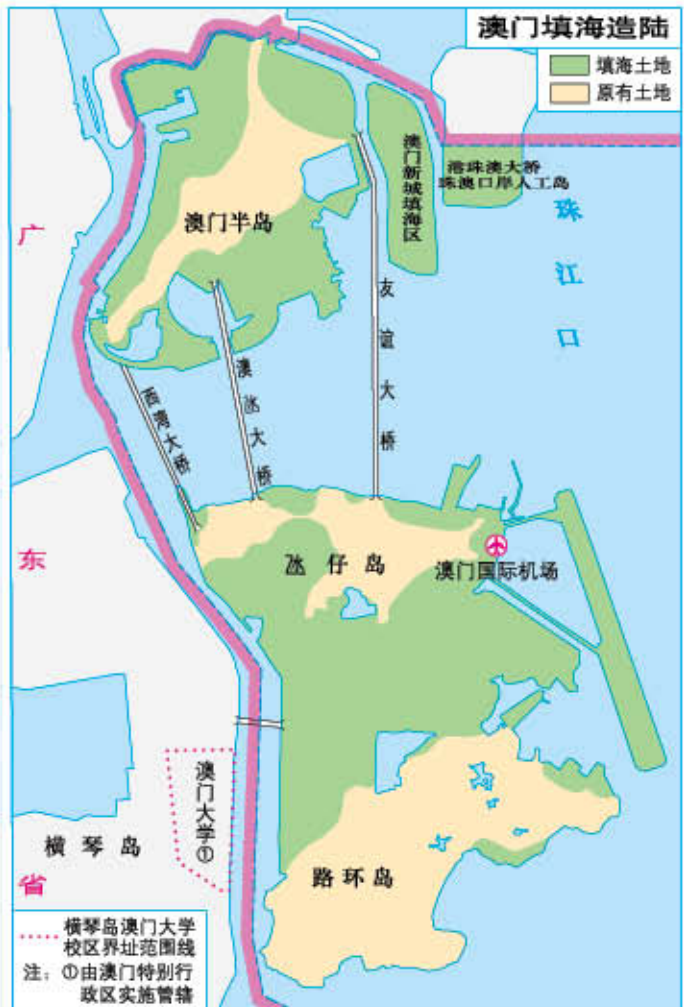 澳门填海造陆
填海土地
原有土地
澳门新城填海区
港珠澳大桥
珠澳口岸人工岛
珠江口
澳门半岛
广东省
友谊大桥
澳氹大桥
西湾大桥
氹仔岛
澳门国际机场
澳门大学①
横琴岛
路环岛
横琴岛澳门大学
校区界址范围线
注：①由澳门特别行
政区实施管辖